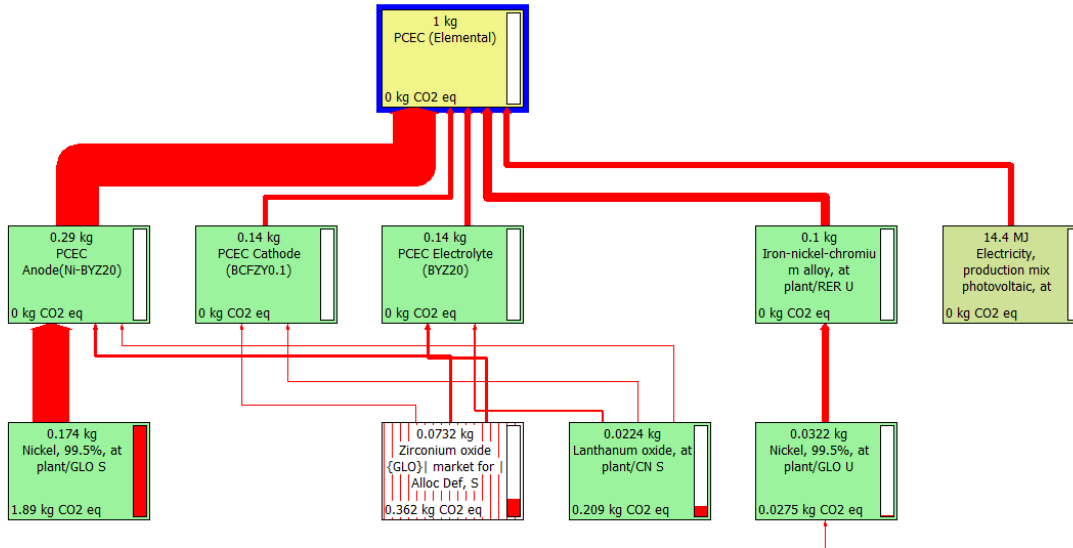 1 kg
PCEC (Elemental)
0 kg CO2 eq
0.29 kg
PCEC
Anode(Ni-BYZ20)
0 kg CO2 eq
0.14 kg
PCEC Cathode
(BCFZY0.1)
0 kg CO2 eq
0.14 kg
PCEC Electrolyte
(BYZ20)
0 kg CO2 eq
0.1 kg
Iron-nickel-chromiu
m alloy, at
plant/RER U
0 kg CO2 eq
14.4 MJ
Electricity,
production mix
photovoltaic, at
0 kg CO2 eq
0.174 kg
Nickel, 99.5%, at
plant/GLO S
1.89 kg CO2 eq
0.0732 kg
Zirconium oxide
{GLO}| market for |
Alloc Def, S
0.362 kg CO2 eq
0.0224 kg
Lanthanum oxide, at
plant/CN S
0.209 kg CO2 eq
0.0322 kg
Nickel, 99.5%, at
plant/GLO U
0.0275 kg CO2 eq